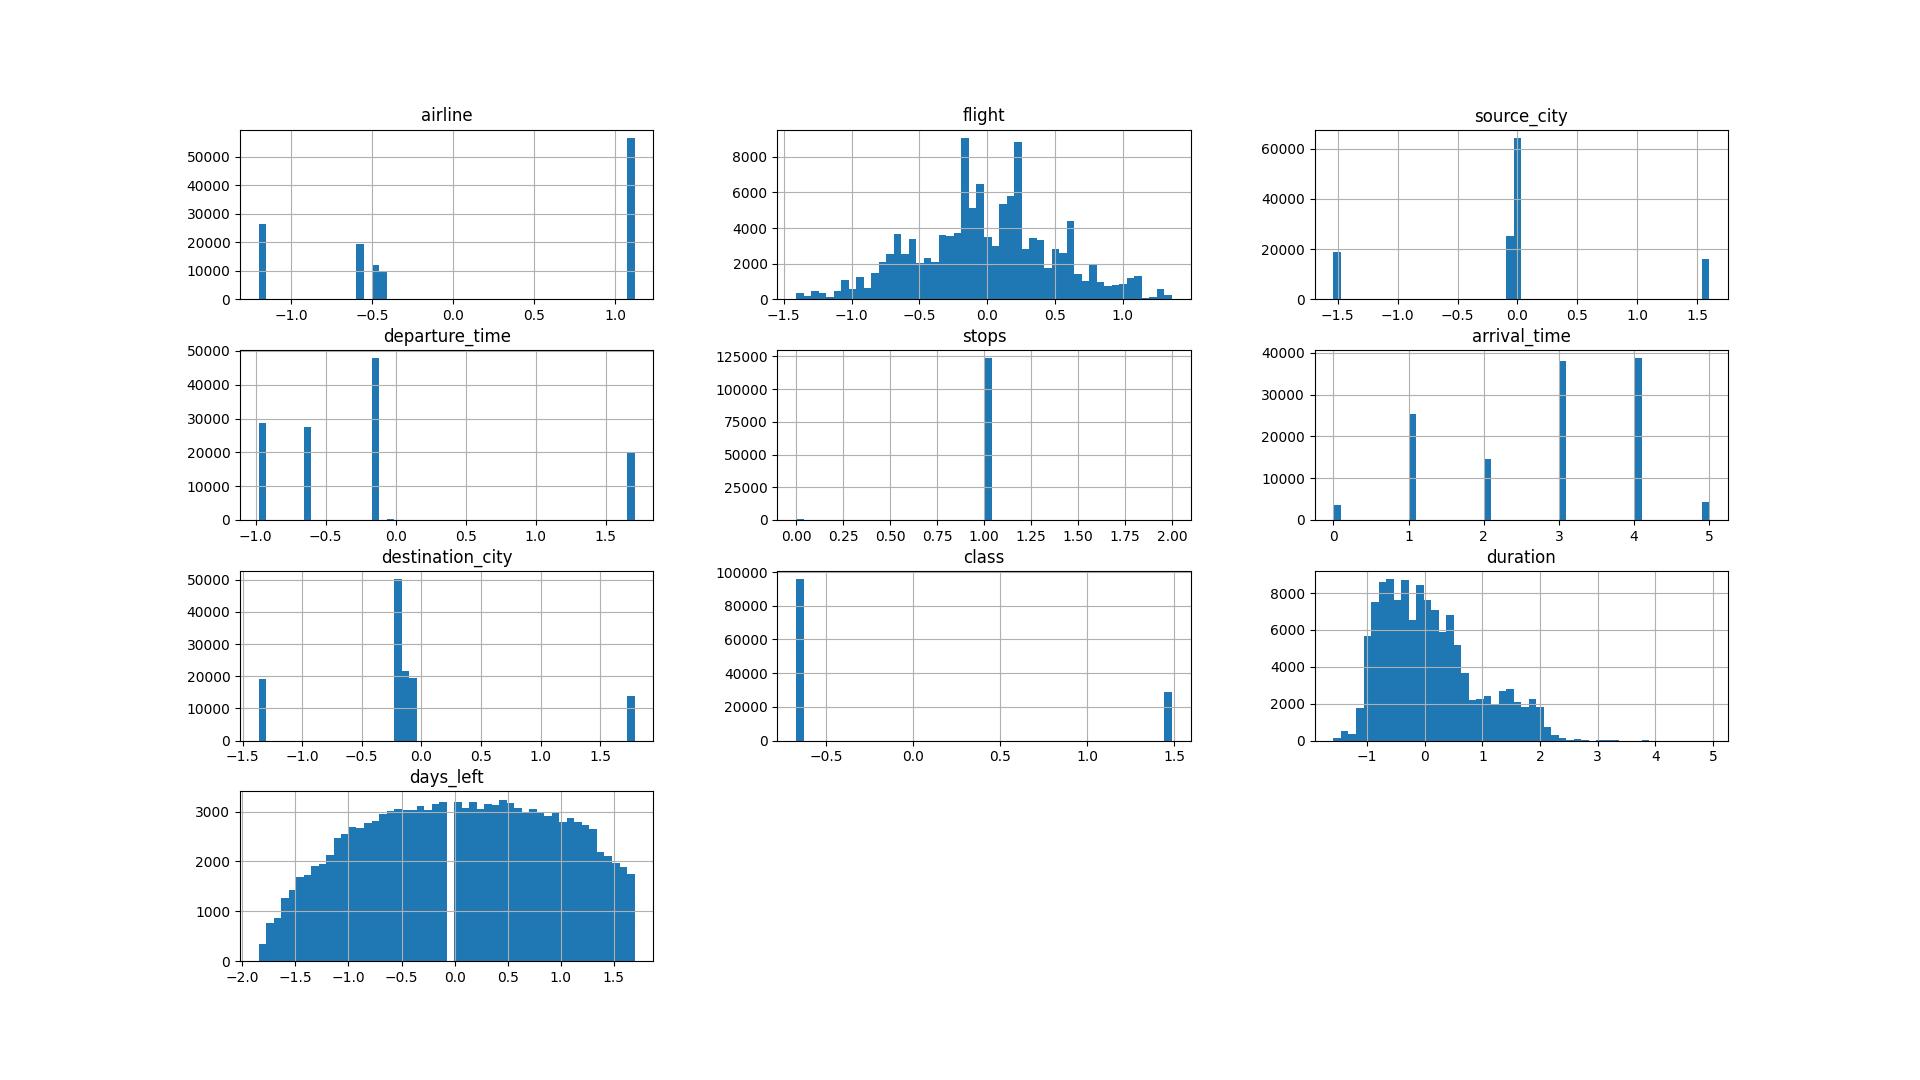 airline
50000
40000
30000
20000
10000
0
−1.0 −0.5 0.0 0.5 1.0
flight
8000
6000
4000
2000
0
−1.5 −1.0 −0.5 0.0 0.5 1.0
source_city
60000
40000
20000
0
−1.5 −1.0 −0.5 0.0 0.5 1.0 1.5
departure_time
50000
40000
30000
20000
10000
0
−1.0 −0.5 0.0 0.5 1.0 1.5
stops
125000
100000
75000
50000
25000
0
0.00 0.25 0.50 0.75 1.00 1.25 1.50 1.75 2.00
arrival_time
40000
30000
20000
10000
0
0 1 2 3 4 5
destination_city
50000
40000
30000
20000
10000
0
−1.5 −1.0 −0.5 0.0 0.5 1.0 1.5
class
100000
80000
60000
40000
20000
0
−0.5 0.0 0.5 1.0 1.5
duration
8000
6000
4000
2000
0
−1 0 1 2 3 4 5
days_left
3000
2000
1000
0
−2.0 −1.5 −1.0 −0.5 0.0 0.5 1.0 1.5